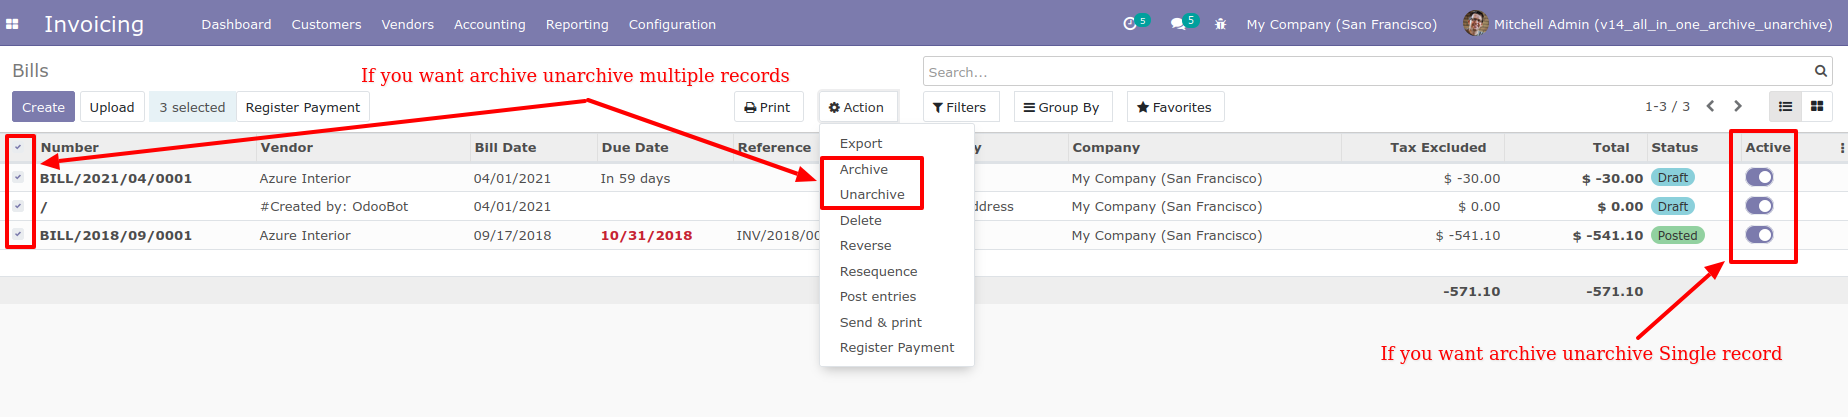 Invoicing Dashboard Customers Vendors Accounting Reporting Configuration 5 5 My Company (San Francisco) Mitchell Admin (v14_all_in_one_archive_unarchive)
Bills If you want archive unarchive multiple records Search...
Create Upload 3 selected Register Payment Print Action Filters Group By Favorites 1-3 / 3
Number Vendor Bill Date Due Date Reference y Company Tax Excluded Total Status Active
BILL/2021/04/0001 Azure Interior 04/01/2021 In 59 days My Company (San Francisco) $ -30.00 $ -30.00 Draft
/ #Created by: OdooBot 04/01/2021 ddress My Company (San Francisco) $ 0.00 $ 0.00 Draft
BILL/2018/09/0001 Azure Interior 09/17/2018 10/31/2018 INV/2018/00 My Company (San Francisco) $ -541.10 $ -541.10 Posted
-571.10 -571.10
Export
Archive
Unarchive
Delete
Reverse
Resequence
Post entries
Send & print
Register Payment
If you want archive unarchive Single record